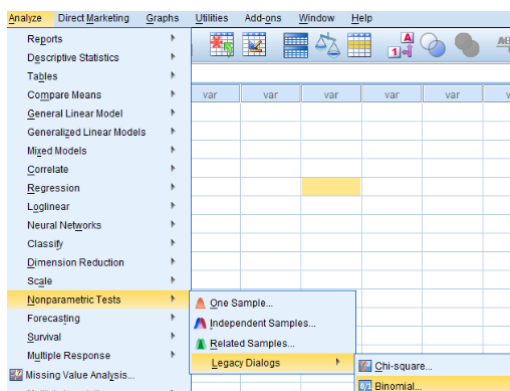 Analyze Direct Marketing Graphs Utilities Add-ons Window Help
Reports
Descriptive Statistics
Tables
Compare Means
var var var var var
General Linear Model
Generalized Linear Models
Mixed Models
Correlate
Regression
Loglinear
Neural Networks
Classify
Dimension Reduction
Scale
Nonparametric Tests
Forecasting
Survival
Multiple Response
Missing Value Analysis...
One Sample...
Independent Samples...
Related Samples...
Legacy Dialogs
Chi-square...
Binomial...